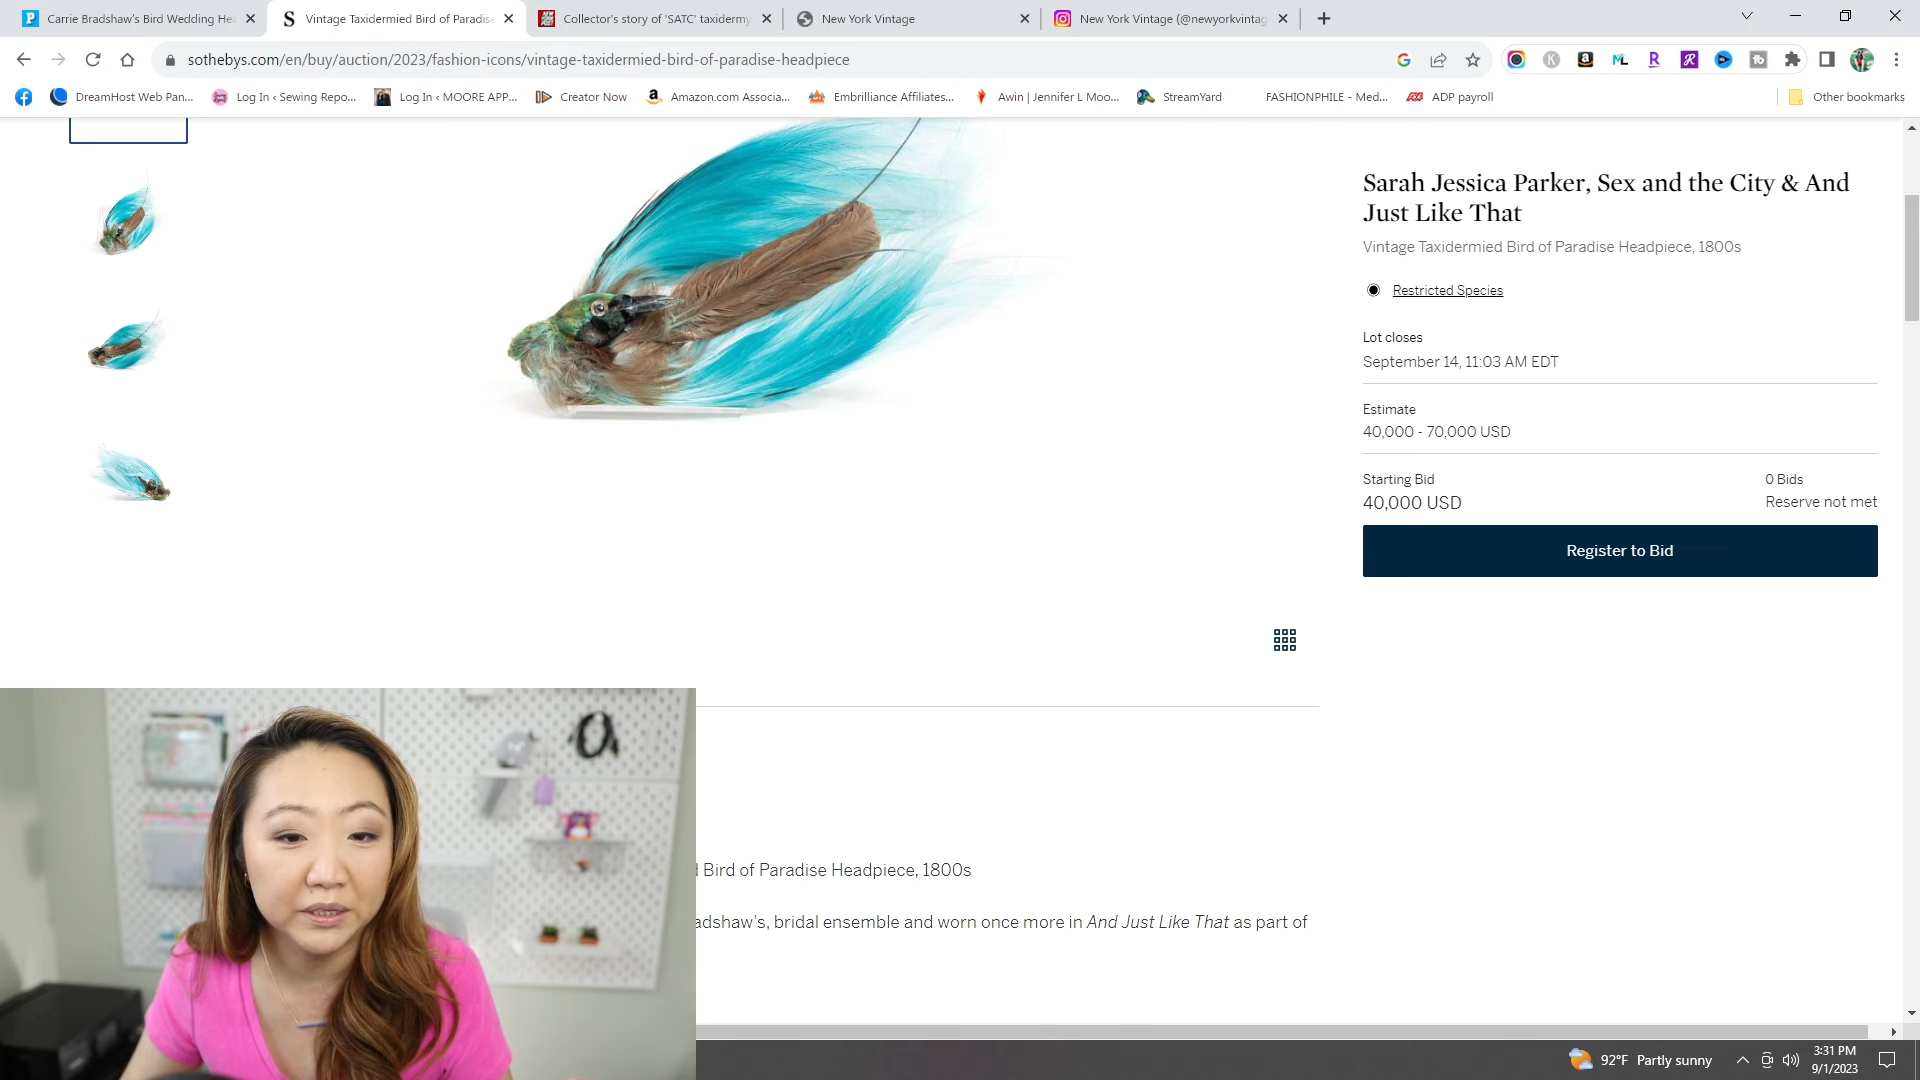 Carrie Bradshaw's Bird Wedding He
Vintage Taxidermied Bird of Paradise
Collector's story of 'SATC' taxidermy
New York Vintage
New York Vintage (@newyorkvintag
sothebys.com/en/buy/auction/2023/fashion-icons/vintage-taxidermied-bird-of-paradise-headpiece
DreamHost Web Pan...
Log In ‹ Sewing Repo...
Log In ‹ MOORE APP...
Creator Now
Amazon.com Associa...
Embrilliance Affiliates...
Awin | Jennifer L Moo...
StreamYard
FASHIONPHILE - Med...
ADP payroll
Other bookmarks
Sarah Jessica Parker, Sex and the City & And
Just Like That
Vintage Taxidermied Bird of Paradise Headpiece, 1800s
Restricted Species
Lot closes
September 14, 11:03 AM EDT
Estimate
40,000 - 70,000 USD
Starting Bid
0 Bids
40,000 USD
Reserve not met
Register to Bid
Bird of Paradise Headpiece, 1800s
adshaw's, bridal ensemble and worn once more in And Just Like That as part of
92°F Partly sunny
3:31 PM
9/1/2023